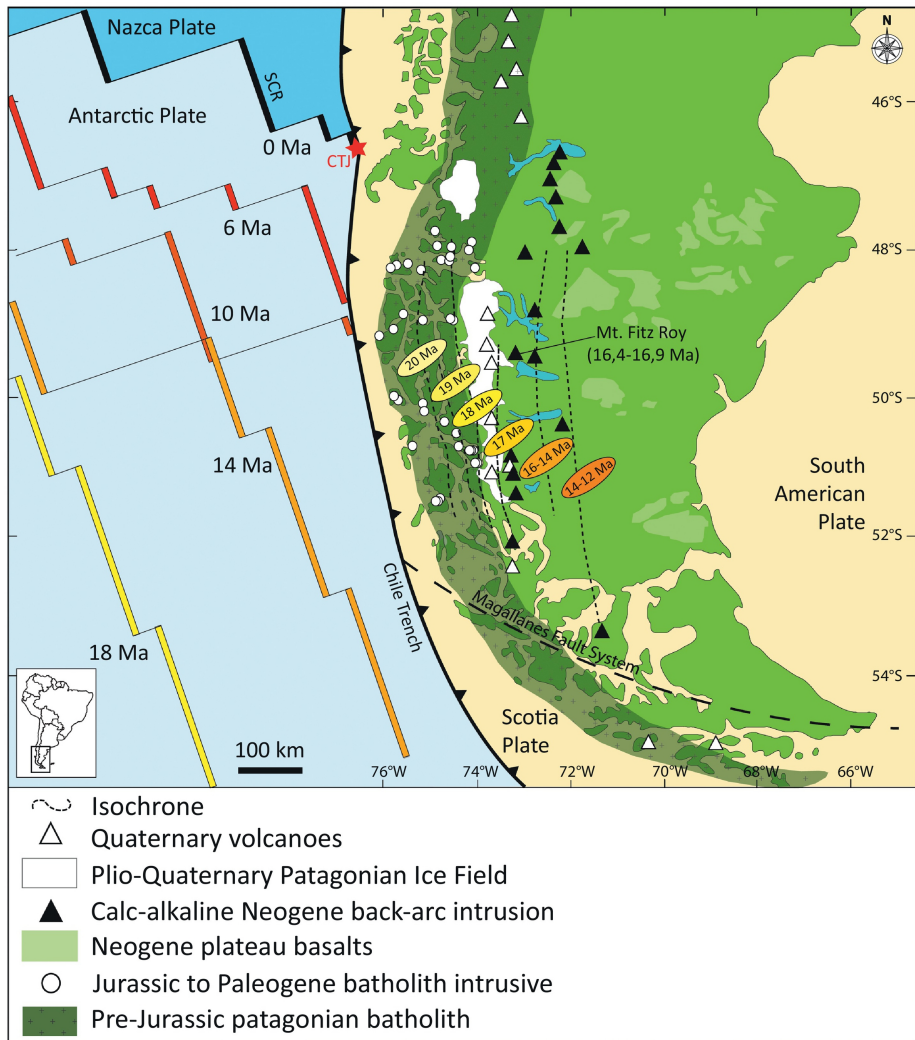 Nazca Plate
N
SCR
Antarctic Plate
46°S
0 Ma
CTJ
6 Ma
48°S
10 Ma
Mt. Fitz Roy
(16,4-16,9 Ma)
20 Ma
19 Ma
18 Ma
50°S
17 Ma
16-14 Ma
14-12 Ma
14 Ma
South
American
Plate
52°S
Chile Trench
Magallanes Fault System
18 Ma
54°S
Scotia
Plate
100 km
76°W
74°W
72°W
70°W
68°W
66°W
Isochrone
Quaternary volcanoes
Plio-Quaternary Patagonian Ice Field
Calc-alkaline Neogene back-arc intrusion
Neogene plateau basalts
Jurassic to Paleogene batholith intrusive
Pre-Jurassic patagonian batholith